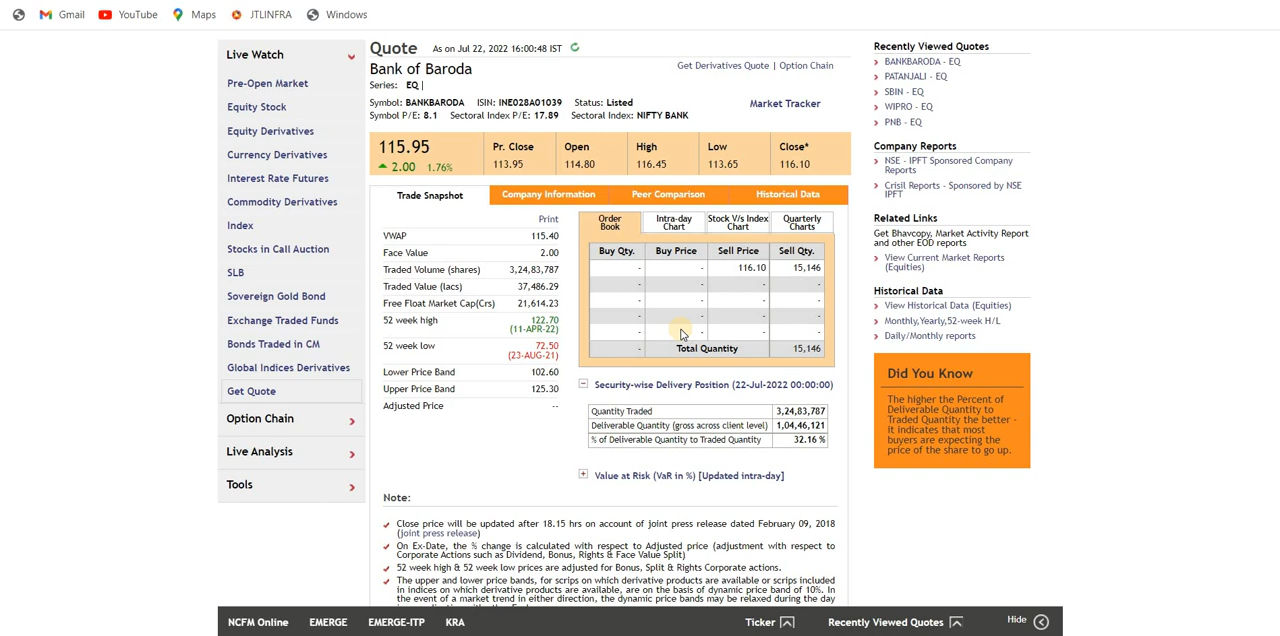 Gmail YouTube Maps JTLINFRA Windows
Live Watch
Pre-Open Market
Equity Stock
Equity Derivatives
Currency Derivatives
Interest Rate Futures
Commodity Derivatives
Index
Stocks in Call Auction
SLB
Sovereign Gold Bond
Exchange Traded Funds
Bonds Traded in CM
Global Indices Derivatives
Get Quote
Option Chain
Live Analysis
Tools
Quote As on Jul 22, 2022 16:00:48 IST
Bank of Baroda
Get Derivatives Quote | Option Chain
Series: EQ |
Symbol: BANKBARODA ISIN: INE028A01039 Status: Listed
Market Tracker
Symbol P/E: 8.1 Sectoral Index P/E: 17.89 Sectoral Index: NIFTY BANK
115.95 Pr. Close Open High Low Close*
2.00 1.76% 113.95 114.80 116.45 113.65 116.10
Trade Snapshot Company Information Peer Comparison Historical Data
Print
VWAP 115.40
Face Value 2.00
Traded Volume (shares) 3,24,83,787
Traded Value (lacs) 37,486.29
Free Float Market Cap(Crs) 21,614.23
52 week high 122.70
(11-APR-22)
52 week low 72.50
(23-AUG-21)
Lower Price Band 102.60
Upper Price Band 125.30
Adjusted Price --
Order Book Intra-day Chart Stock V/s Index Chart Quarterly Charts
Buy Qty. Buy Price Sell Price Sell Qty.
- - 116.10 15,146
- - - -
- - - -
- - - -
- - - -
- Total Quantity 15,146
Security-wise Delivery Position (22-Jul-2022 00:00:00)
Quantity Traded 3,24,83,787
Deliverable Quantity (gross across client level) 1,04,46,121
% of Deliverable Quantity to Traded Quantity 32.16 %
Value at Risk (VaR in %) [Updated intra-day]
Note:
Close price will be updated after 18.15 hrs on account of joint press release dated February 09, 2018
(joint press release)
On Ex-Date, the % change is calculated with respect to Adjusted price (adjustment with respect to
Corporate Actions such as Dividend, Bonus, Rights & Face Value Split)
52 week high & 52 week low prices are adjusted for Bonus, Split & Rights Corporate actions.
The upper and lower price bands, for scrips on which derivative products are available or scrips included
in indices on which derivative products are available, are on the basis of dynamic price band of 10%. In
the event of a market trend in either direction, the dynamic price bands may be relaxed during the day
Recently Viewed Quotes
BANKBARODA - EQ
PATANJALI - EQ
SBIN - EQ
WIPRO - EQ
PNB - EQ
Company Reports
NSE - IPFT Sponsored Company
Reports
Crisil Reports - Sponsored by NSE
IPFT
Related Links
Get Bhavcopy, Market Activity Report
and other EOD reports
View Current Market Reports
(Equities)
Historical Data
View Historical Data (Equities)
Monthly,Yearly,52-week H/L
Daily/Monthly reports
Did You Know
The higher the Percent of
Deliverable Quantity to
Traded Quantity the better -
it indicates that most
buyers are expecting the
price of the share to go up.
NCFM Online EMERGE EMERGE-ITP KRA Ticker Recently Viewed Quotes Hide